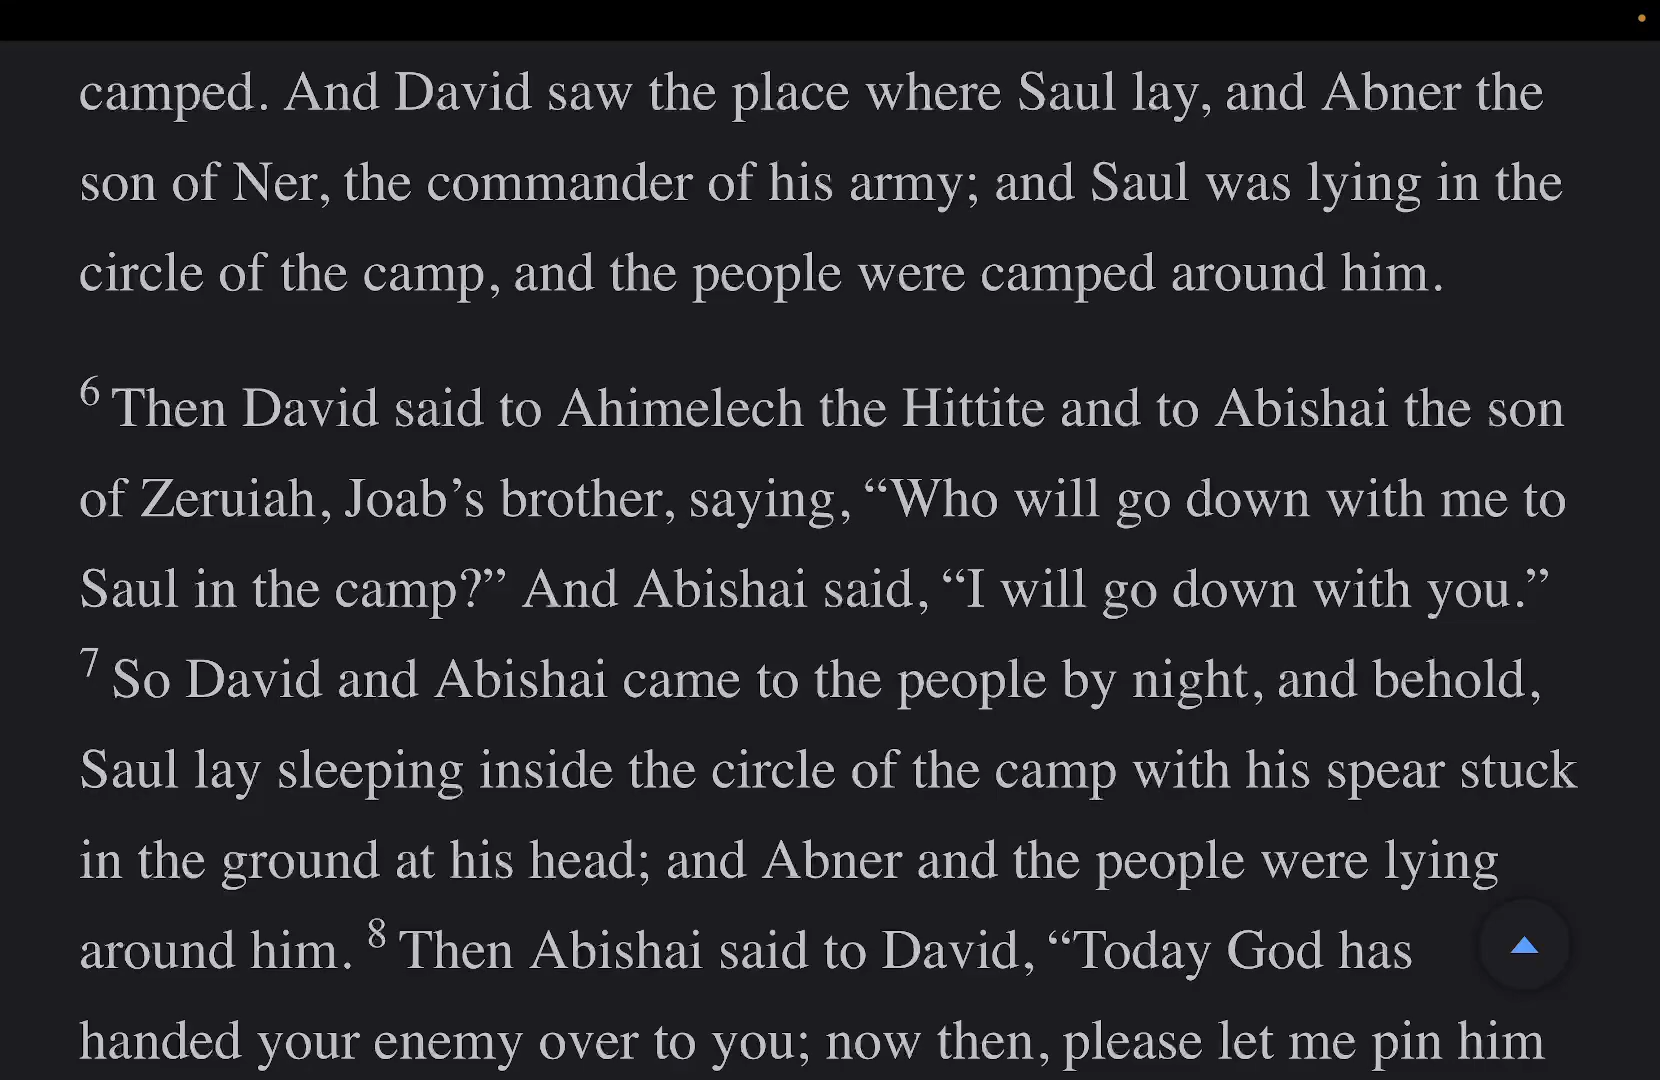 camped. And David saw the place where Saul lay, and Abner the
son of Ner, the commander of his army; and Saul was lying in the
circle of the camp, and the people were camped around him.
6 Then David said to Ahimelech the Hittite and to Abishai the son
of Zeruiah, Joab’s brother, saying, “Who will go down with me to
Saul in the camp?” And Abishai said, “I will go down with you.”
7 So David and Abishai came to the people by night, and behold,
Saul lay sleeping inside the circle of the camp with his spear stuck
in the ground at his head; and Abner and the people were lying
around him. 8 Then Abishai said to David, “Today God has
handed your enemy over to you; now then, please let me pin him